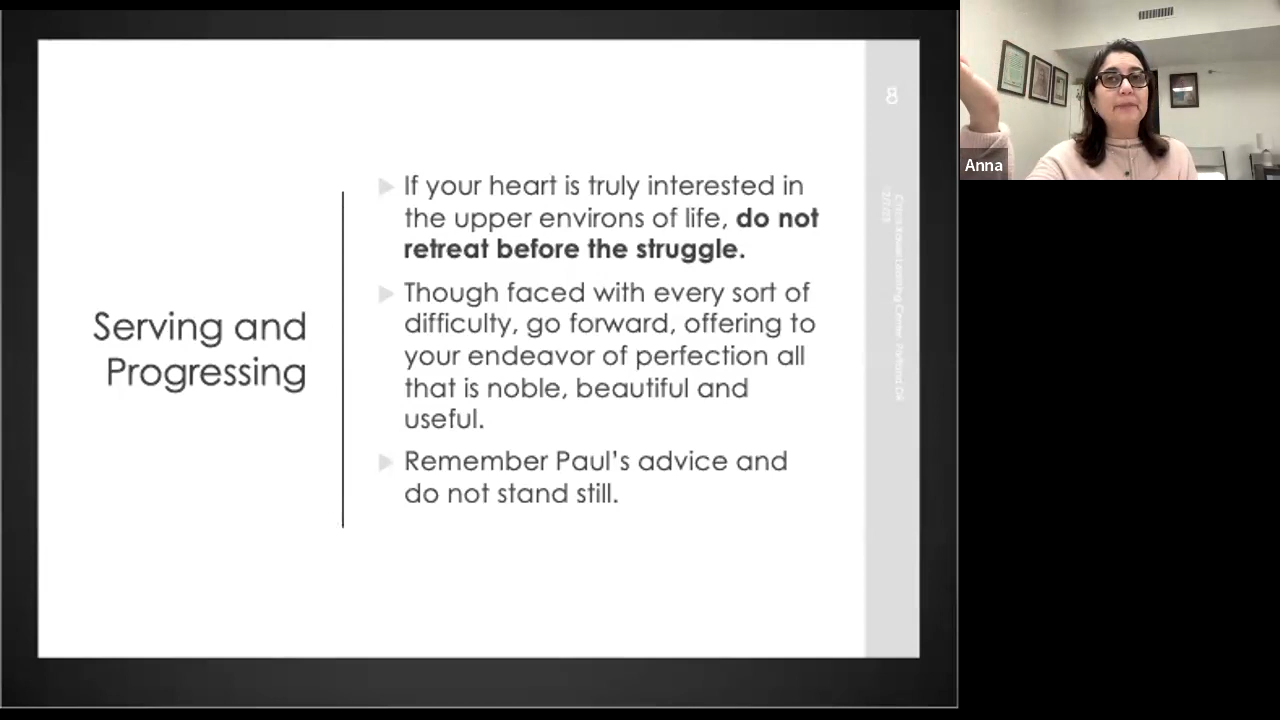 Serving and
Progressing
If your heart is truly interested in
the upper environs of life, do not
retreat before the struggle.
Though faced with every sort of
difficulty, go forward, offering to
your endeavor of perfection all
that is noble, beautiful and
useful.
Remember Paul's advice and
do not stand still.
8
Anna